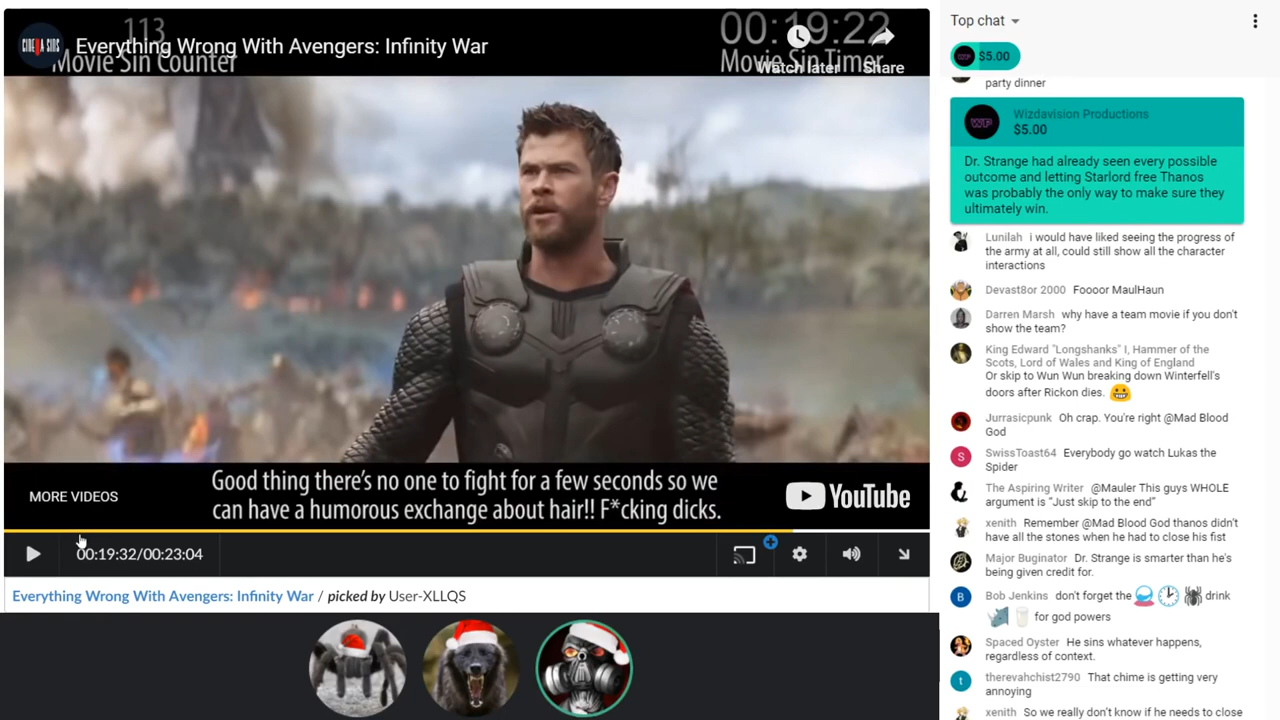 113
Movie Sin Counter
CINEMA SINS
Everything Wrong With Avengers: Infinity War
00:19:22
Movie Sin Timer
Watch later
Share
Good thing there's no one to fight for a few seconds so we
can have a humorous exchange about hair!! F*cking dicks.
MORE VIDEOS
YouTube
00:19:32/00:23:04
Everything Wrong With Avengers: Infinity War / picked by User-XLLQS
Top chat
WP $5.00
party dinner
WP
Wizdavision Productions
$5.00
Dr. Strange had already seen every possible
outcome and letting Starlord free Thanos
was probably the only way to make sure they
ultimately win.
Lunilah i would have liked seeing the progress of
the army at all, could still show all the character
interactions
Devast8or 2000 Foooor MaulHaun
Darren Marsh why have a team movie if you don't
show the team?
King Edward "Longshanks" I, Hammer of the
Scots, Lord of Wales and King of England
Or skip to Wun Wun breaking down Winterfell's
doors after Rickon dies. 😬
Jurrasicpunk Oh crap. You're right @Mad Blood
God
S SwissToast64 Everybody go watch Lukas the
Spider
The Aspiring Writer @Mauler This guys WHOLE
argument is "Just skip to the end"
xenith Remember @Mad Blood God thanos didn't
have all the stones when he had to close his fist
Major Buginator Dr. Strange is smarter than he's
being given credit for.
B Bob Jenkins don't forget the 🔮 🕑 🕷 drink
🦈 🥛 for god powers
Spaced Oyster He sins whatever happens,
regardless of context.
t therevahchist2790 That chime is getting very
annoying
xenith So we really don't know if he needs to close